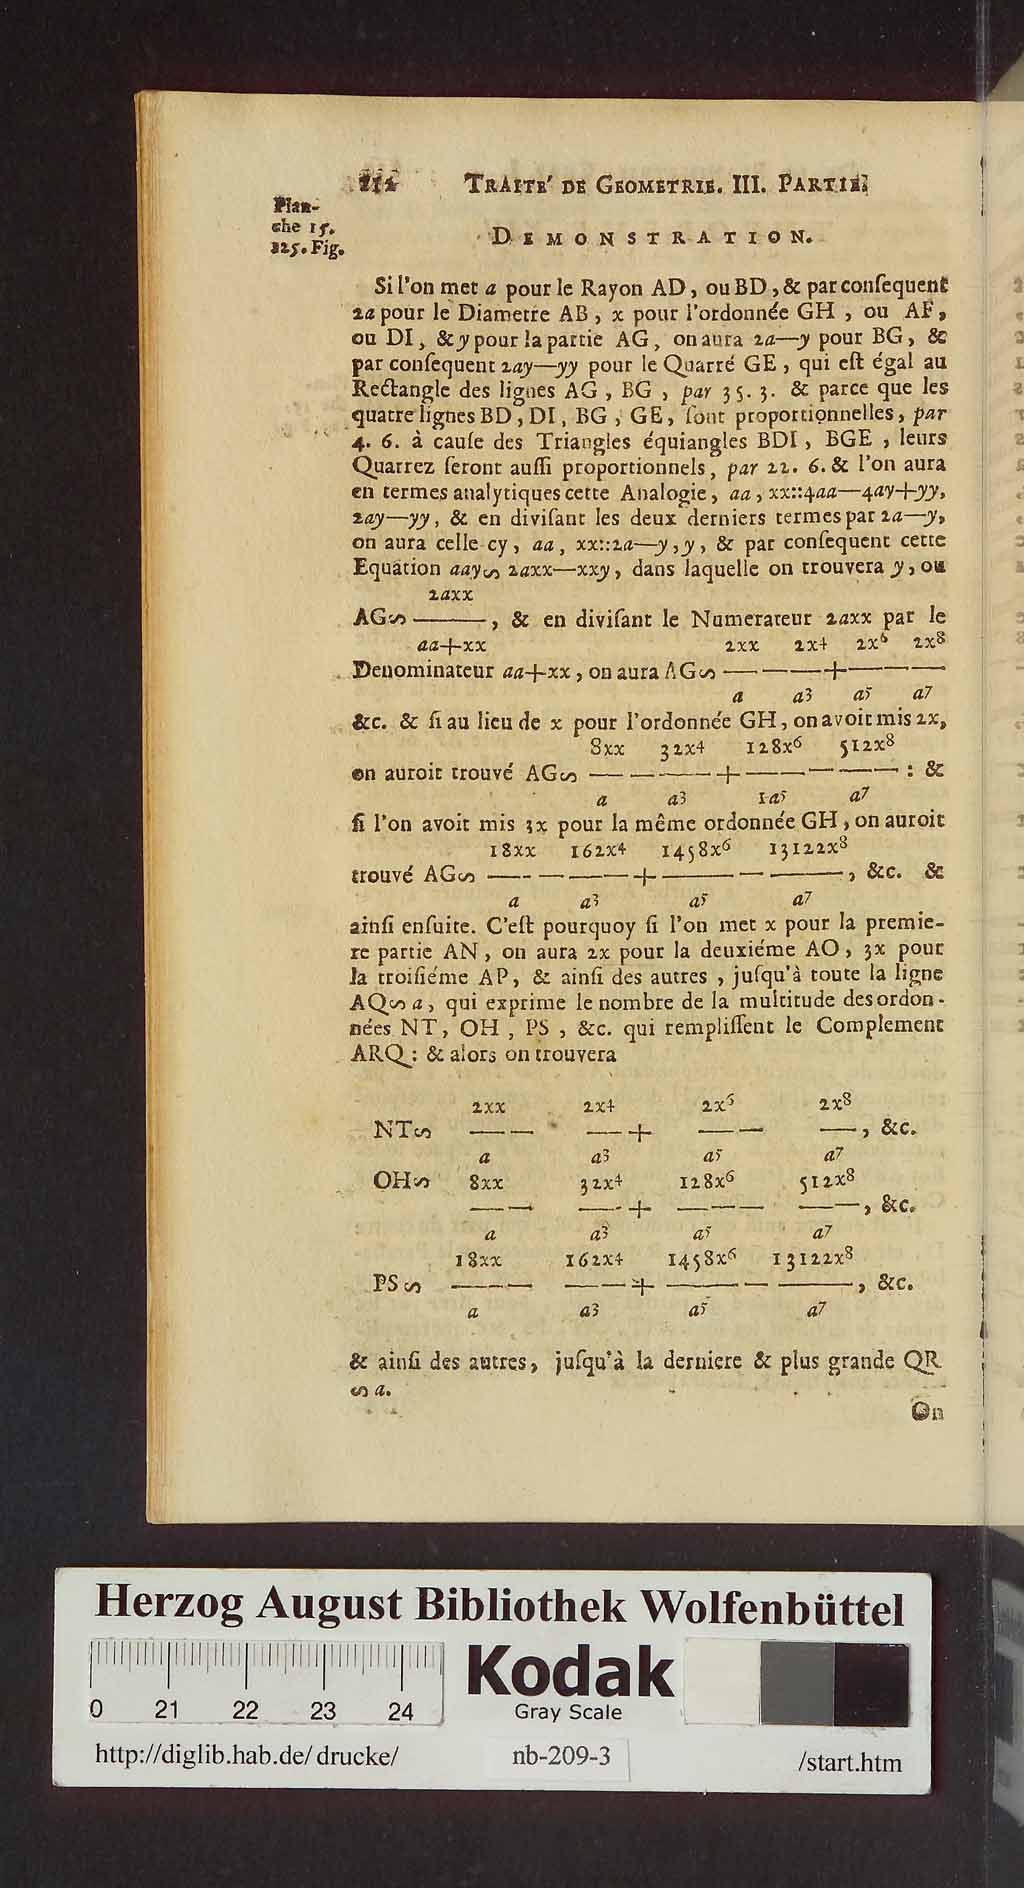 212 TRAITE' DE GEOMETRIE. III. PARTIE.
Plan-
che 15.
225. Fig.
DEMONSTRATION.
Si l'on met a pour le Rayon AD, ou BD, & par conſequent
2a pour le Diametre AB, x pour l'ordonnée GH, ou AF,
ou DI, & y pour la partie AG, on aura 2a—y pour BG, &
par conſequent 2ay—yy pour le Quarré GE, qui eſt égal au
Rectangle des lignes AG, BG, par 35. 3. & parce que les
quatre lignes BD, DI, BG, GE, ſont proportionnelles, par
4. 6. à cauſe des Triangles équiangles BDI, BGE, leurs
Quarrez ſeront auſſi proportionnels, par 22. 6. & l'on aura
en termes analytiques cette Analogie, aa, xx::4aa—4ay+yy,
2ay—yy, & en diviſant les deux derniers termes par 2a—y,
on aura celle-cy, aa, xx::2a—y, y, & par conſequent cette
Equation aay∽2axx—xxy, dans laquelle on trouvera y, ou
2axx
AG∽———, & en diviſant le Numerateur 2axx par le
aa+xx 2xx 2x4 2x6 2x8
Denominateur aa+xx, on aura AG∽ — — — + — — —
a a3 a5 a7
&c. & ſi au lieu de x pour l'ordonnée GH, on avoit mis 2x,
8xx 32x4 128x6 512x8
on auroit trouvé AG∽ — — — + — — — : &
a a3 1a5 a7
ſi l'on avoit mis 3x pour la même ordonnée GH, on auroit
18xx 162x4 1458x6 13122x8
trouvé AG∽ — — — + — — —, &c. &
a a3 a5 a7
ainſi enſuite. C'eſt pourquoy ſi l'on met x pour la premie-
re partie AN, on aura 2x pour la deuxiéme AO, 3x pour
la troiſiéme AP, & ainſi des autres, juſqu'à toute la ligne
AQ∽a, qui exprime le nombre de la multitude des ordon-
nées NT, OH, PS, &c. qui rempliſſent le Complement
ARQ: & alors on trouvera
2xx 2x4 2x6 2x8
NT∽ — — — + — — —, &c.
a a3 a5 a7
OH∽ 8xx 32x4 128x6 512x8
— — — + — — —, &c.
a a3 a5 a7
18xx 162x4 1458x6 13122x8
PS∽ — — — + — — —, &c.
a a3 a5 a7
& ainſi des autres, juſqu'à la derniere & plus grande QR
∽ a.
On
Herzog August Bibliothek Wolfenbüttel
0 21 22 23 24
Kodak
Gray Scale
http://diglib.hab.de/drucke/ nb-209-3 /start.htm